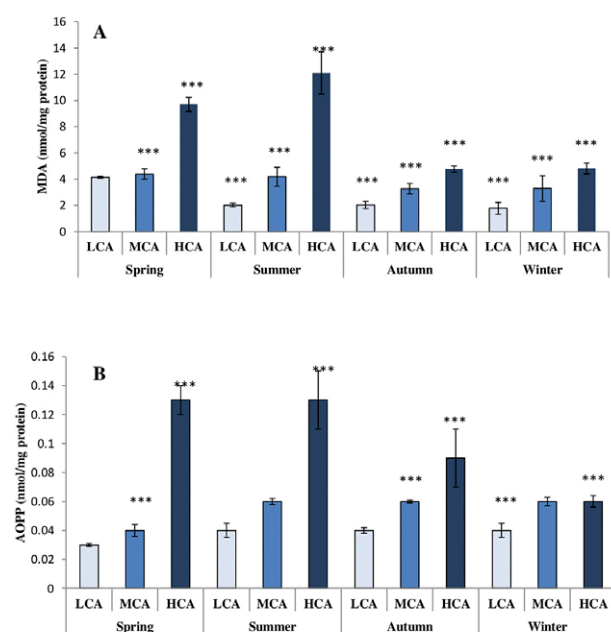 A
MDA (nmol/mg protein)
16
14
12
10
8
6
4
2
0
*** *** *** *** *** *** *** *** *** *** ***
LCA MCA HCA LCA MCA HCA LCA MCA HCA LCA MCA HCA
Spring Summer Autumn Winter
B
AOPP (nmol/mg protein)
0.16
0.14
0.12
0.1
0.08
0.06
0.04
0.02
0
*** *** *** *** *** *** ***
LCA MCA HCA LCA MCA HCA LCA MCA HCA LCA MCA HCA
Spring Summer Autumn Winter